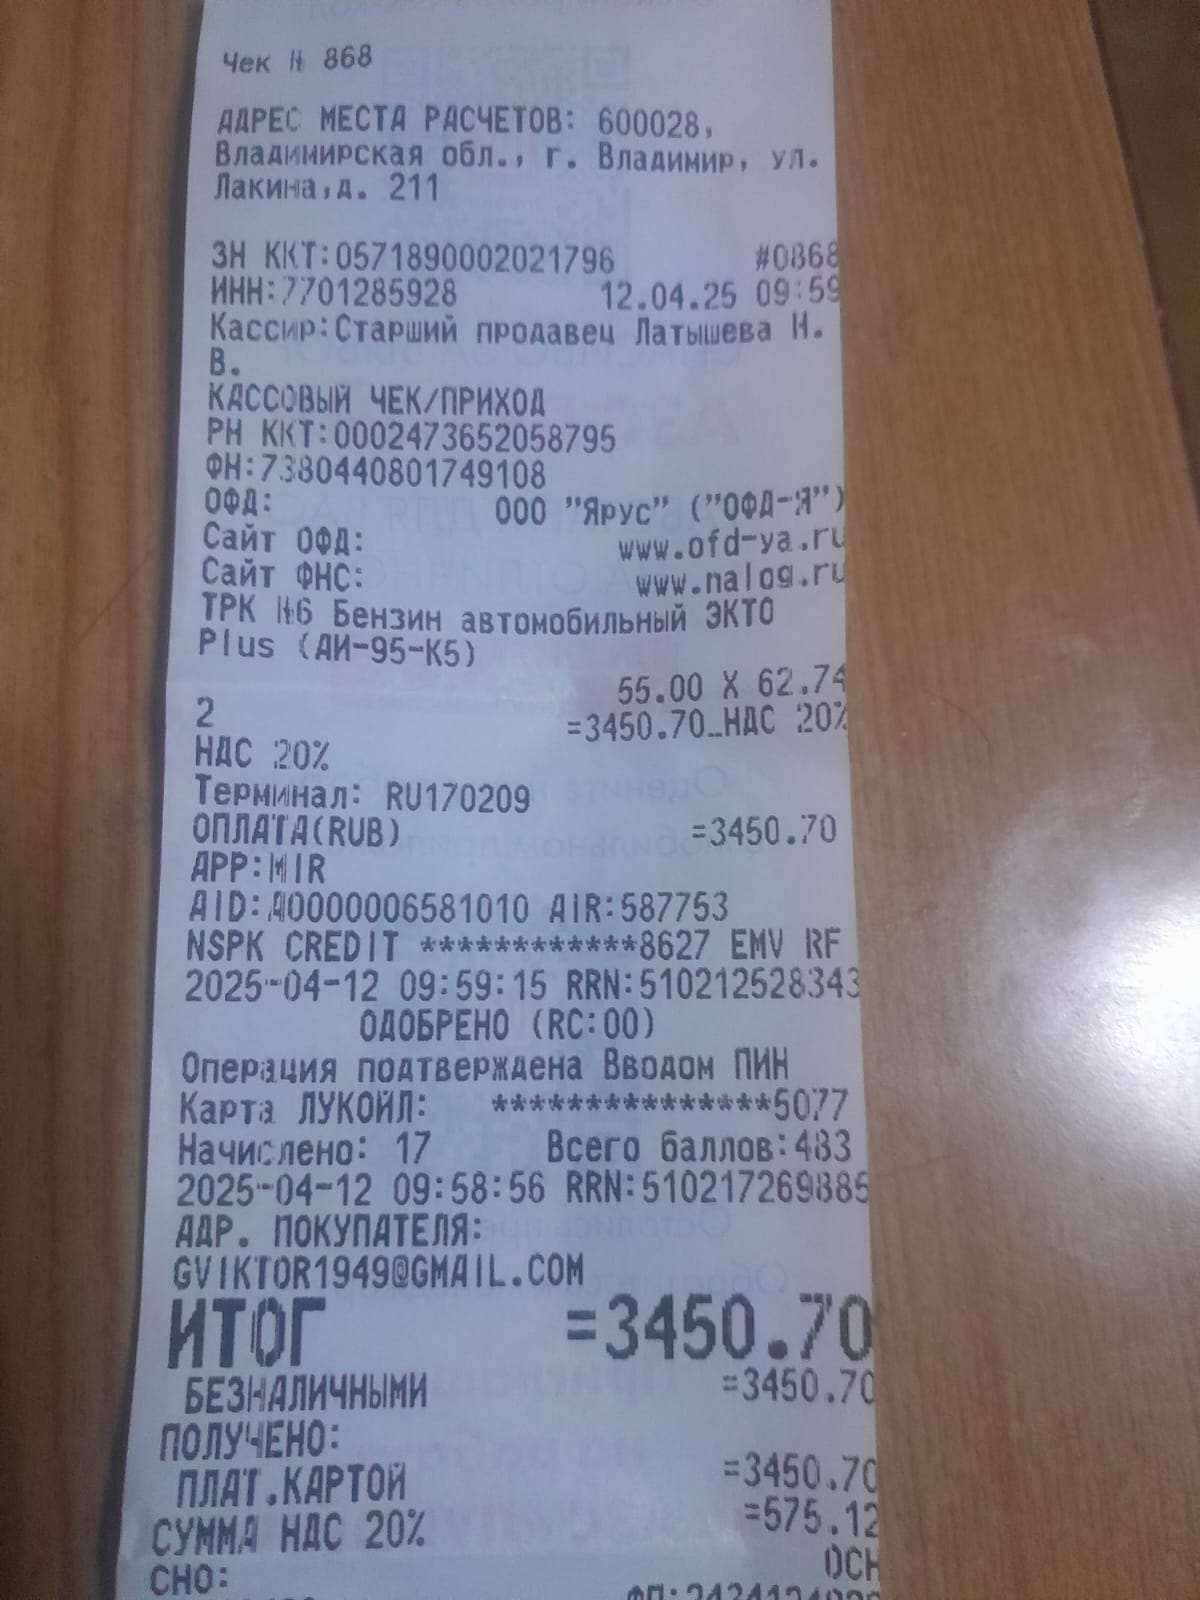 Чек № 868
АДРЕС МЕСТА РАСЧЕТОВ: 600028,
Владимирская обл., г. Владимир, ул.
Лакина,д. 211
ЗН ККТ:0571890002021796 #0868
ИНН:7701285928 12.04.25 09:59
Кассир:Старший продавец Латышева Н.
В.
КАССОВЫЙ ЧЕК/ПРИХОД
РН ККТ:0002473652058795
ФН:7380440801749108
ОФД: ООО "Ярус" ("ОФД-Я")
Сайт ОФД: www.ofd-ya.ru
Сайт ФНС: www.nalog.ru
ТРК №6 Бензин автомобильный ЭКТО
Plus (АИ-95-К5)
55.00 X 62.74
2 =3450.70_НДС 20%
НДС 20%
Терминал: RU170209
ОПЛАТА(RUB) =3450.70
APP:MIR
AID:A0000006581010 AIR:587753
NSPK CREDIT ************8627 EMV RF
2025-04-12 09:59:15 RRN:510212528343
ОДОБРЕНО (RC:00)
Операция подтверждена Вводом ПИН
Карта ЛУКОЙЛ: ***************5077
Начислено: 17 Всего баллов:483
2025-04-12 09:58:56 RRN:510217269885
АДР. ПОКУПАТЕЛЯ:
GVIKTOR1949@GMAIL.COM
ИТОГ =3450.70
БЕЗНАЛИЧНЫМИ =3450.70
ПОЛУЧЕНО:
ПЛАТ.КАРТОЙ =3450.70
СУММА НДС 20% =575.12
СНО: ОСН